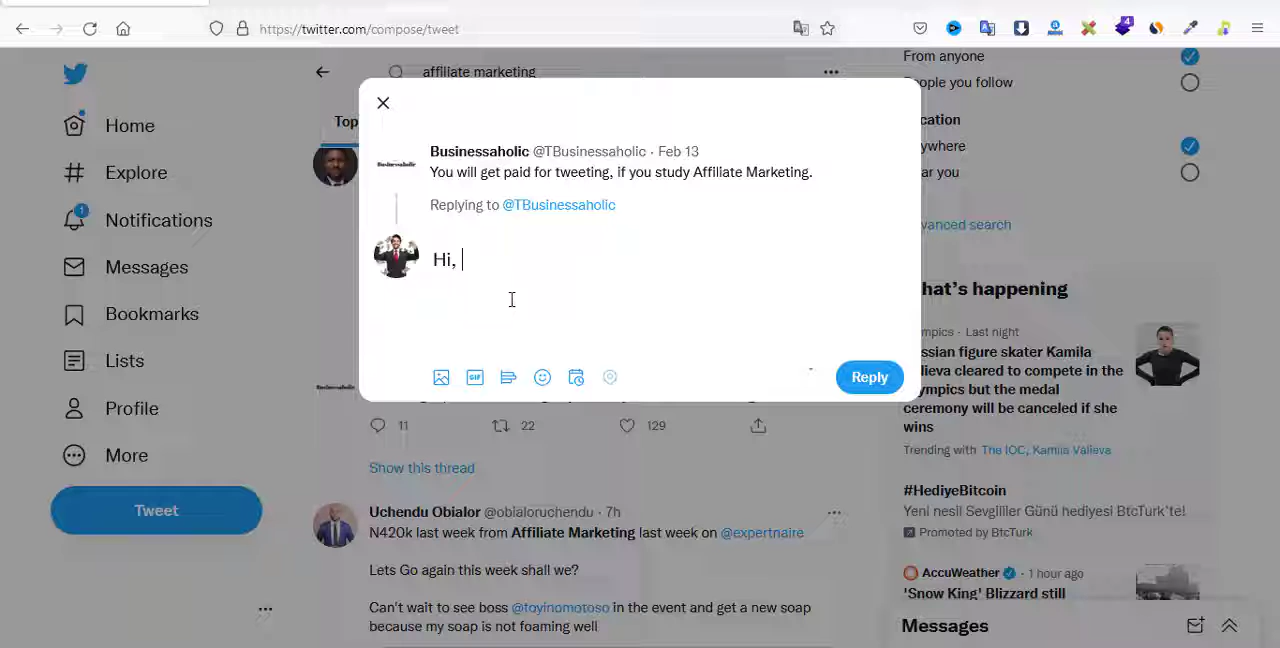 https://twitter.com/compose/tweet
4
Home
Explore
Notifications
1
Messages
Bookmarks
Lists
Profile
More
Tweet
affiliate marketing
Top
Businessaholic @TBusinessaholic · Feb 13
You will get paid for tweeting, if you study Affiliate Marketing.
Replying to @TBusinessaholic
Hi,
GIF
Reply
11
22
129
Show this thread
Uchendu Obialor @obialoruchendu · 7h
N420k last week from Affiliate Marketing last week on @expertnaire
Lets Go again this week shall we?
Can't wait to see boss @toyinomotoso in the event and get a new soap
because my soap is not foaming well
From anyone
ople you follow
cation
ywhere
ar you
vanced search
hat's happening
mpics · Last night
ssian figure skater Kamila
lieva cleared to compete in the
ympics but the medal
ceremony will be canceled if she
wins
Trending with The IOC, Kamila Valieva
#HediyeBitcoin
Yeni nesil Sevgililer Günü hediyesi BtcTurk'te!
Promoted by BtcTurk
AccuWeather · 1 hour ago
'Snow King' Blizzard still
Messages